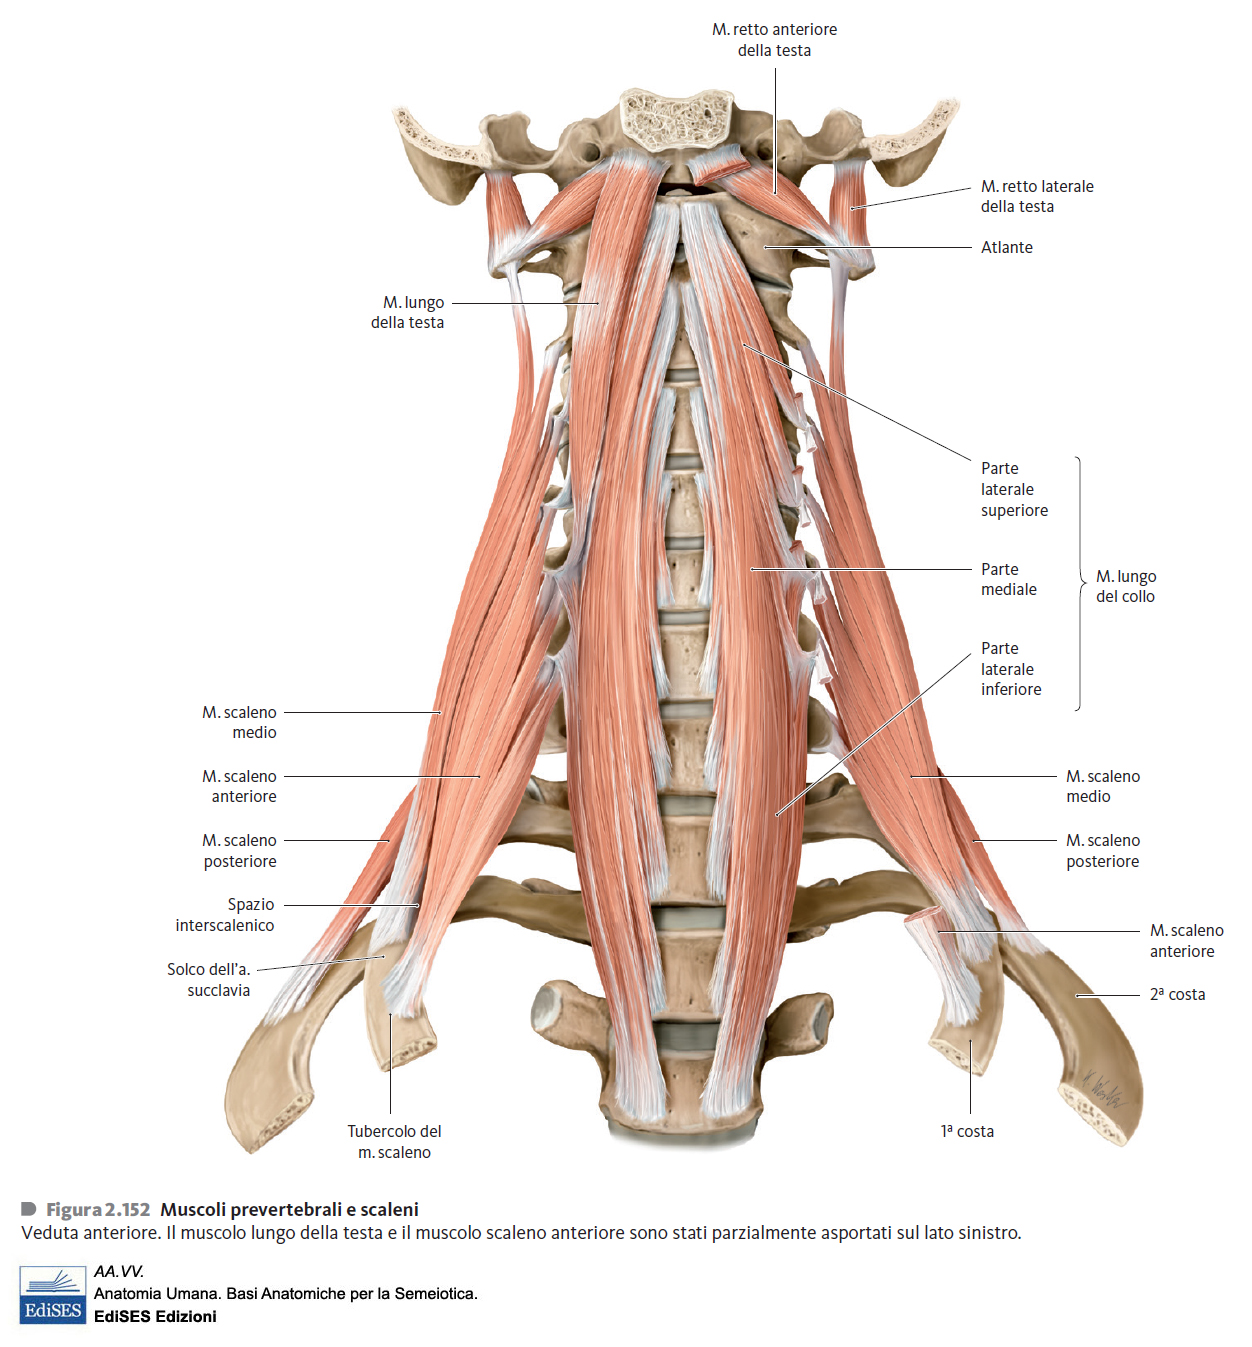 M. retto anteriore
della testa
M. retto laterale
della testa
Atlante
M. lungo
della testa
Parte
laterale
superiore
Parte
mediale
M. lungo
del collo
Parte
laterale
inferiore
M. scaleno
medio
M. scaleno
anteriore
M. scaleno
posteriore
Spazio
interscalenico
Solco dell'a.
succlavia
M. scaleno
medio
M. scaleno
posteriore
M. scaleno
anteriore
2ª costa
Tubercolo del
m. scaleno
1ª costa
Figura 2.152 Muscoli prevertebrali e scaleni
Veduta anteriore. Il muscolo lungo della testa e il muscolo scaleno anteriore sono stati parzialmente asportati sul lato sinistro.
AA.VV.
Anatomia Umana. Basi Anatomiche per la Semeiotica.
EdiSES
EdiSES Edizioni